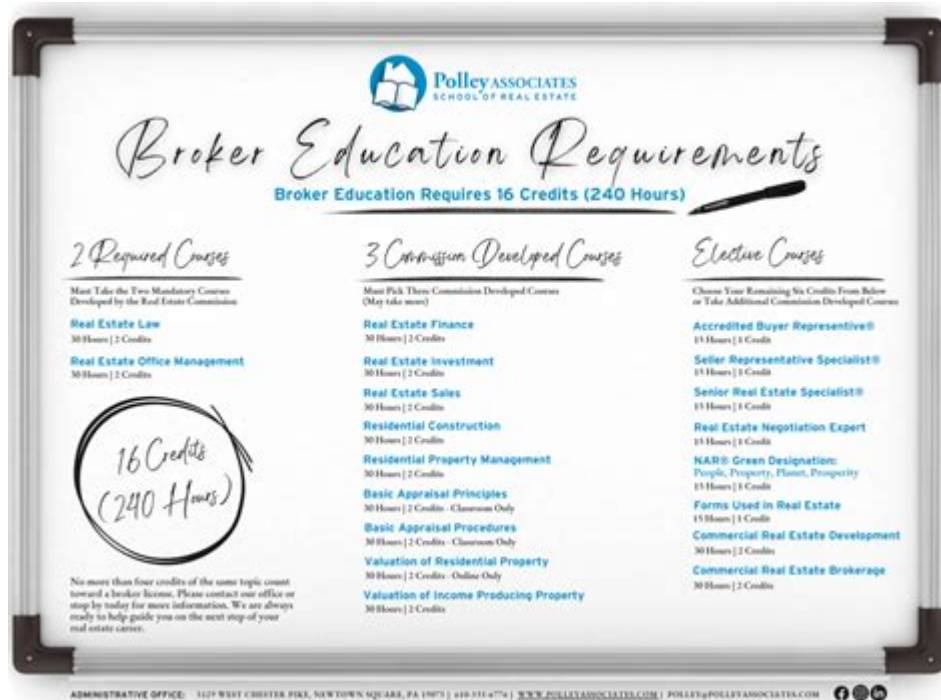 Polley ASSOCIATES
SCHOOL OF REAL ESTATE
Broker Education Requirements
Broker Education Requires 16 Credits (240 Hours)
2 Required Courses
Must Take the Two Mandatory Courses
Developed by the Real Estate Commission
Real Estate Law
30 Hours | 2 Credits
Real Estate Office Management
30 Hours | 2 Credits
16 Credits
(240 Hours)
No more than four credits of the same topic count
toward a broker license. Please contact our office or
stop by today for more information. We are always
ready to help guide you on the next step of your
real estate career.
3 Commission Developed Courses
Must Pick Three Commission Developed Courses
(May take more)
Real Estate Finance
30 Hours | 2 Credits
Real Estate Investment
30 Hours | 2 Credits
Real Estate Sales
30 Hours | 2 Credits
Residential Construction
30 Hours | 2 Credits
Residential Property Management
30 Hours | 2 Credits
Basic Appraisal Principles
30 Hours | 2 Credits - Classroom Only
Basic Appraisal Procedures
30 Hours | 2 Credits - Classroom Only
Valuation of Residential Property
30 Hours | 2 Credits - Online Only
Valuation of Income Producing Property
30 Hours | 2 Credits
Elective Courses
Choose Your Remaining Six Credits From Below
or Take Additional Commission Developed Courses
Accredited Buyer Representive®
15 Hours | 1 Credit
Seller Representative Specialist®
15 Hours | 1 Credit
Senior Real Estate Specialist®
15 Hours | 1 Credit
Real Estate Negotiation Expert
15 Hours | 1 Credit
NAR® Green Designation:
People, Property, Planet, Prosperity
15 Hours | 1 Credit
Forms Used in Real Estate
15 Hours | 1 Credit
Commercial Real Estate Development
30 Hours | 2 Credits
Commercial Real Estate Brokerage
30 Hours | 2 Credits
ADMINISTRATIVE OFFICE: WEST CHESTER PIKE, NEWTOWN SQUARE, PA 19073 | WWW.POLLEYASSOCIATES.COM | POLLEY@POLLEYASSOCIATES.COM